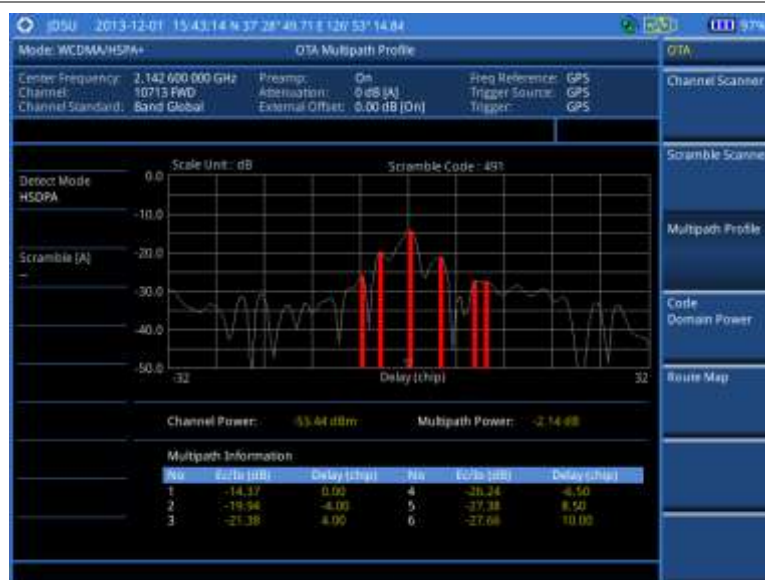 JDSU 2013-12-01 15:43:14 N 37° 28' 49.71 E 126° 53' 14.84 97%
Mode: WCDMA/HSPA+ OTA Multipath Profile OTA
Center Frequency: 2.142 600 000 GHz Preamp: On Freq Reference: GPS
Channel: 10713 FWD Attenuation: 0 dB [A] Trigger Source: GPS
Channel Standard: Band Global External Offset: 0.00 dB [On] Trigger: GPS
Channel Scanner
Scramble Scanner
Multipath Profile
Code
Domain Power
Route Map
Detect Mode
HSDPA
Scramble [A]
--
Scale Unit : dB Scramble Code : 491
0.0
-10.0
-20.0
-30.0
-40.0
-50.0
-32 Delay (chip) 32
Channel Power: -53.44 dBm Multipath Power: -2.14 dB
Multipath Information
No Ec/Io (dB) Delay (chip) No Ec/Io (dB) Delay (chip)
1 -14.37 0.00 4 -26.24 -6.50
2 -19.94 -4.00 5 -27.38 8.50
3 -21.38 4.00 6 -27.66 10.00